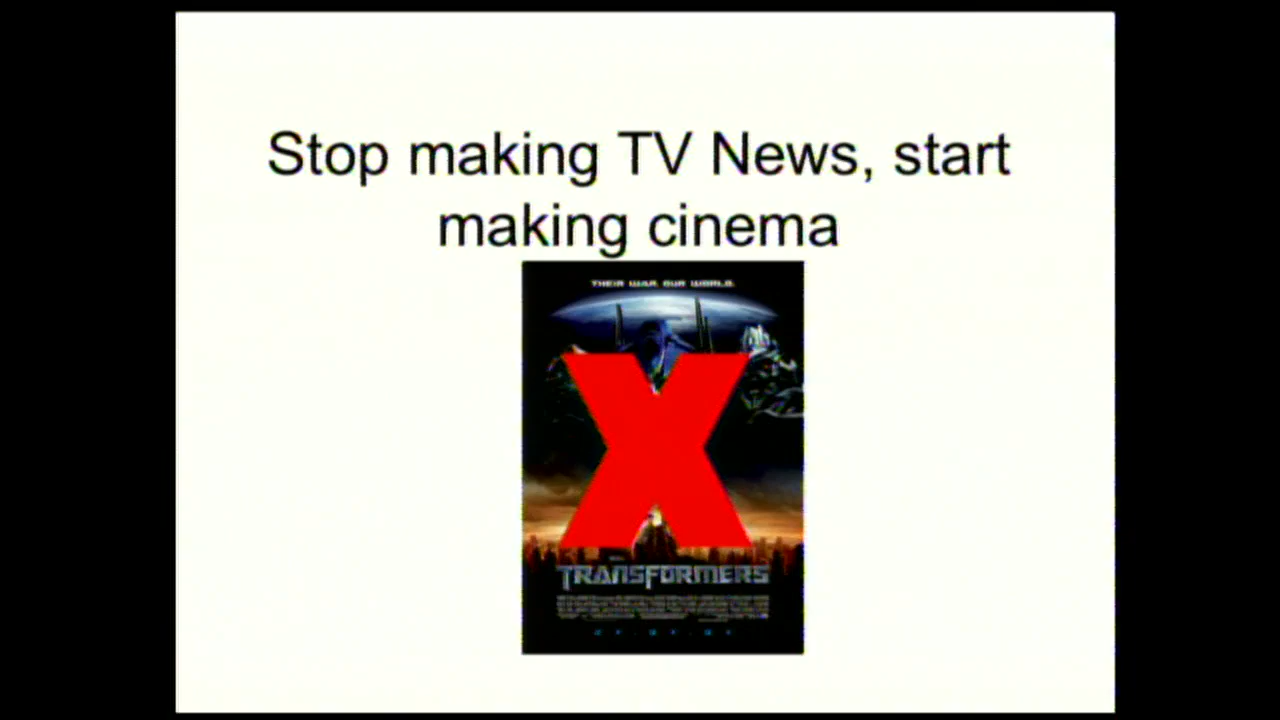 Stop making TV News, start
making cinema
THEIR WAR. OUR WORLD.
X
TRANSFORMERS